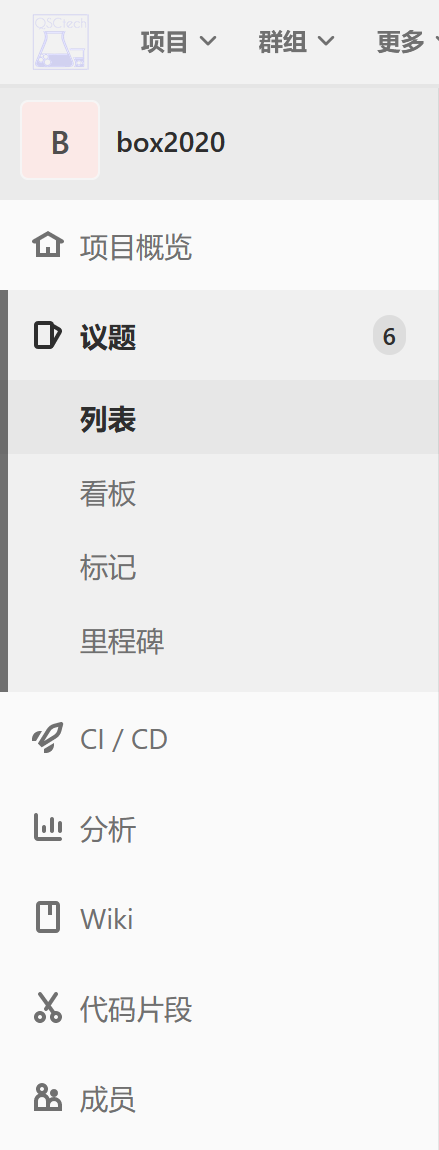 QSCtech
项目 群组 更多
B box2020
项目概览
议题 6
列表
看板
标记
里程碑
CI / CD
分析
Wiki
代码片段
成员